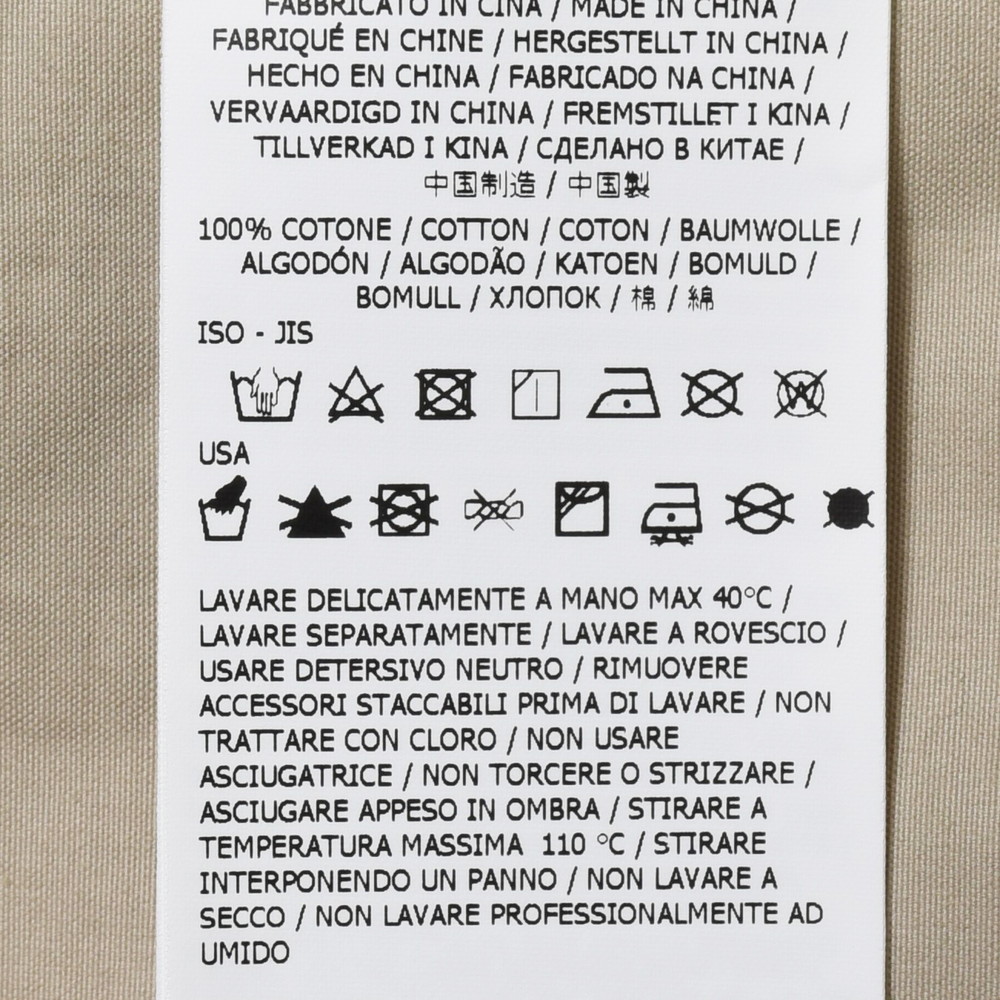 FABBRICATO IN CINA / MADE IN CHINA /
FABRIQUÉ EN CHINE / HERGESTELLT IN CHINA /
HECHO EN CHINA / FABRICADO NA CHINA /
VERVAARDIGD IN CHINA / FREMSTILLET I KINA /
TILLVERKAD I KINA / СДЕЛАНО В КИТАЕ /
中国制造 / 中国製
100% COTONE / COTTON / COTON / BAUMWOLLE /
ALGODÓN / ALGODÃO / KATOEN / BOMULD /
BOMULL / ХЛОПОК / 棉 / 綿
ISO - JIS
W
USA
LAVARE DELICATAMENTE A MANO MAX 40°C /
LAVARE SEPARATAMENTE / LAVARE A ROVESCIO /
USARE DETERSIVO NEUTRO / RIMUOVERE
ACCESSORI STACCABILI PRIMA DI LAVARE / NON
TRATTARE CON CLORO / NON USARE
ASCIUGATRICE / NON TORCERE O STRIZZARE /
ASCIUGARE APPESO IN OMBRA / STIRARE A
TEMPERATURA MASSIMA 110 °C / STIRARE
INTERPONENDO UN PANNO / NON LAVARE A
SECCO / NON LAVARE PROFESSIONALMENTE AD
UMIDO